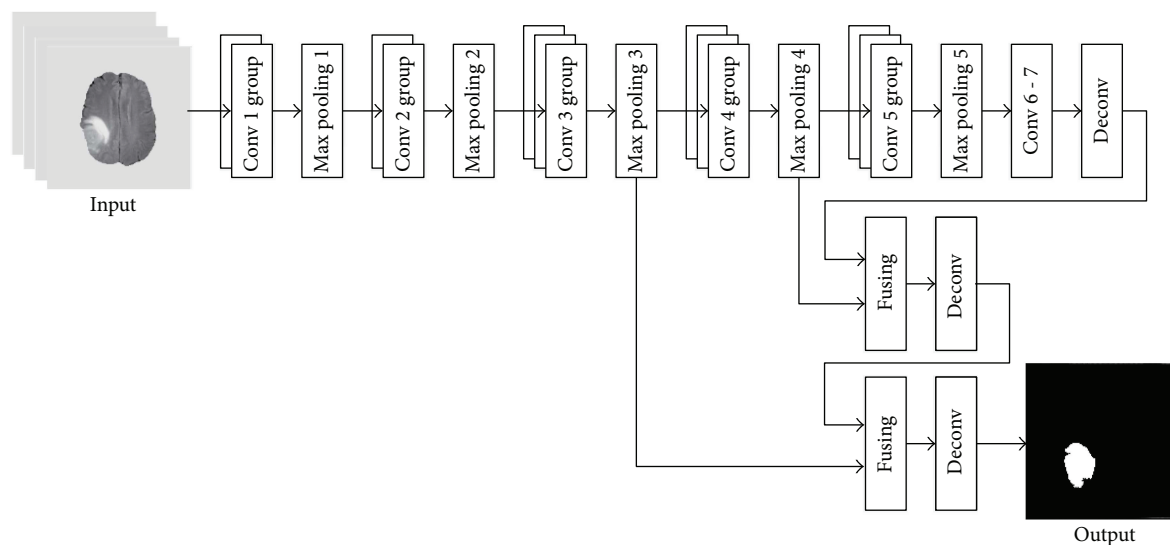 Input
Conv 1 group
Max pooling 1
Conv 2 group
Max pooling 2
Conv 3 group
Max pooling 3
Conv 4 group
Max pooling 4
Conv 5 group
Max pooling 5
Conv 6 - 7
Deconv
Fusing
Deconv
Fusing
Deconv
Output